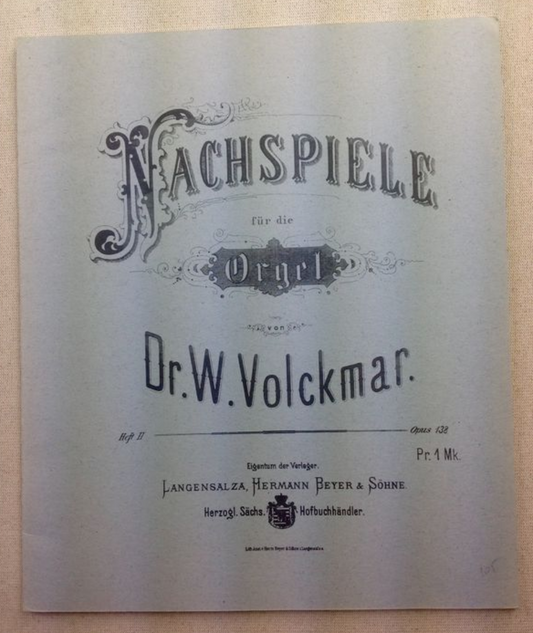 NACHSPIELE
für die
Orgel
von
Dr. W. Volckmar.
Heft II
Opus 132
Pr. 1 Mk.
Eigentum der Verleger.
LANGENSALZA, HERMANN BEYER & SÖHNE.
Herzogl. Sächs. Hofbuchhändler.